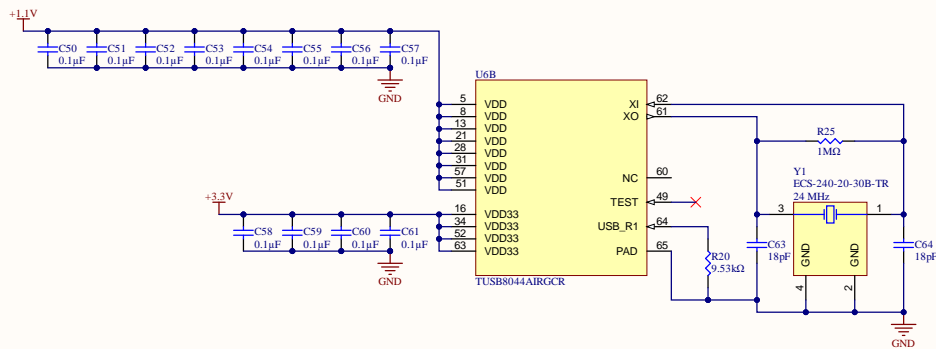 +1.1V
C50
0.1µF
C51
0.1µF
C52
0.1µF
C53
0.1µF
C54
0.1µF
C55
0.1µF
C56
0.1µF
C57
0.1µF
GND
U6B
5 VDD
8 VDD
13 VDD
21 VDD
28 VDD
31 VDD
57 VDD
51 VDD
16 VDD33
34 VDD33
52 VDD33
63 VDD33
XI 62
XO 61
NC 60
TEST 49
USB_R1 64
PAD 65
TUSB8044AIRGCR
+3.3V
C58
0.1µF
C59
0.1µF
C60
0.1µF
C61
0.1µF
GND
R25
1MΩ
Y1
ECS-240-20-30B-TR
24 MHz
3
1
GND
GND
4
2
C63
18pF
C64
18pF
R20
9.53kΩ
GND